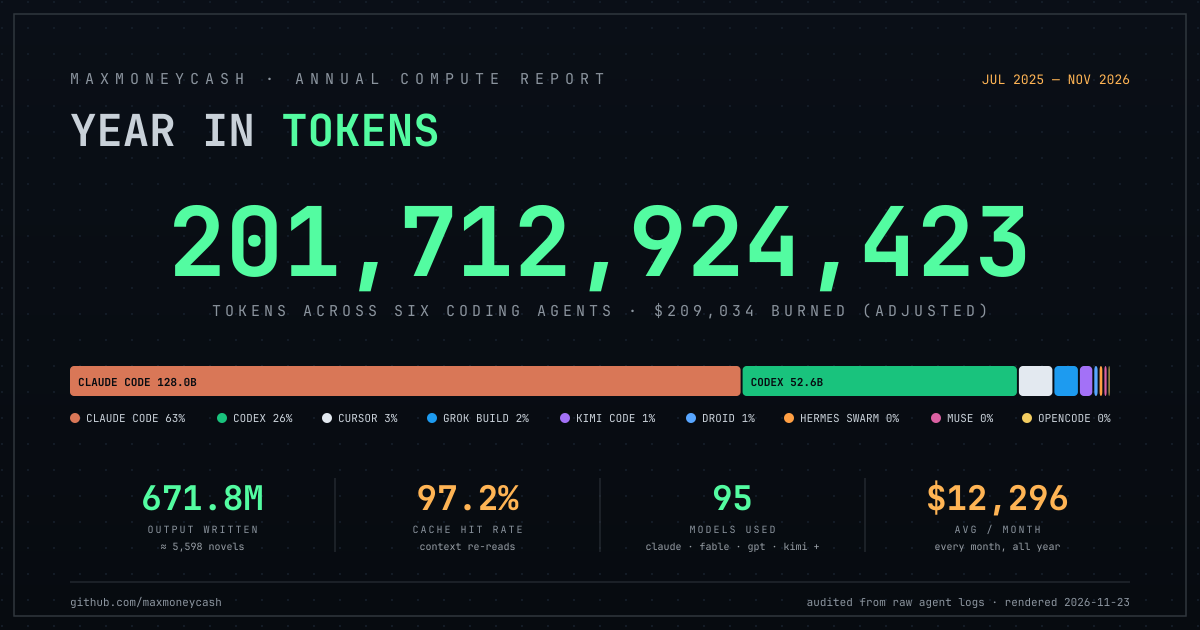 MAXMONEYCASH · ANNUAL COMPUTE REPORT
JUL 2025 — NOV 2026
YEAR IN TOKENS
201,712,924,423
TOKENS ACROSS SIX CODING AGENTS · $209,034 BURNED (ADJUSTED)
CLAUDE CODE 128.0B CODEX 52.6B
CLAUDE CODE 63% CODEX 26% CURSOR 3% GROK BUILD 2% KIMI CODE 1% DROID 1% HERMES SWARM 0% MUSE 0% OPENCODE 0%
671.8M 97.2% 95 $12,296
OUTPUT WRITTEN CACHE HIT RATE MODELS USED AVG / MONTH
≈ 5,598 novels context re-reads claude · fable · gpt · kimi + every month, all year
github.com/maxmoneycash audited from raw agent logs · rendered 2026-11-23